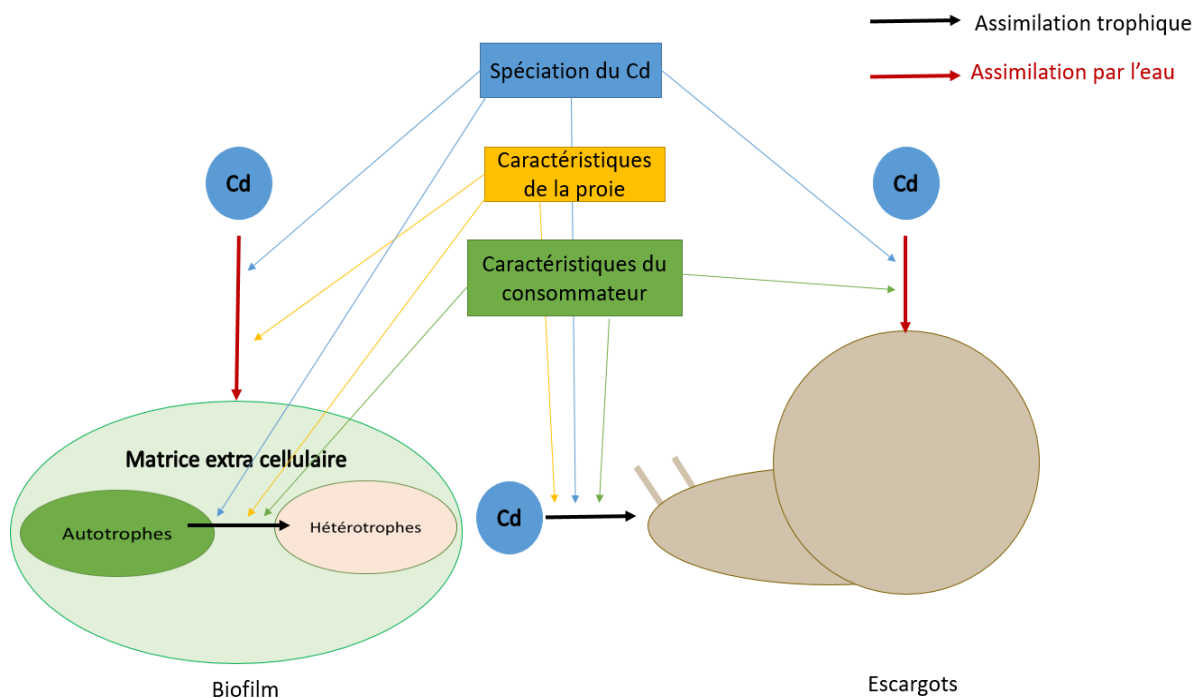 Assimilation trophique
Spéciation du Cd
Assimilation par l'eau
Caractéristiques
de la proie
Cd
Cd
Caractéristiques du
consommateur
Matrice extra cellulaire
Autotrophes
Hétérotrophes
Cd
Biofilm
Escargots